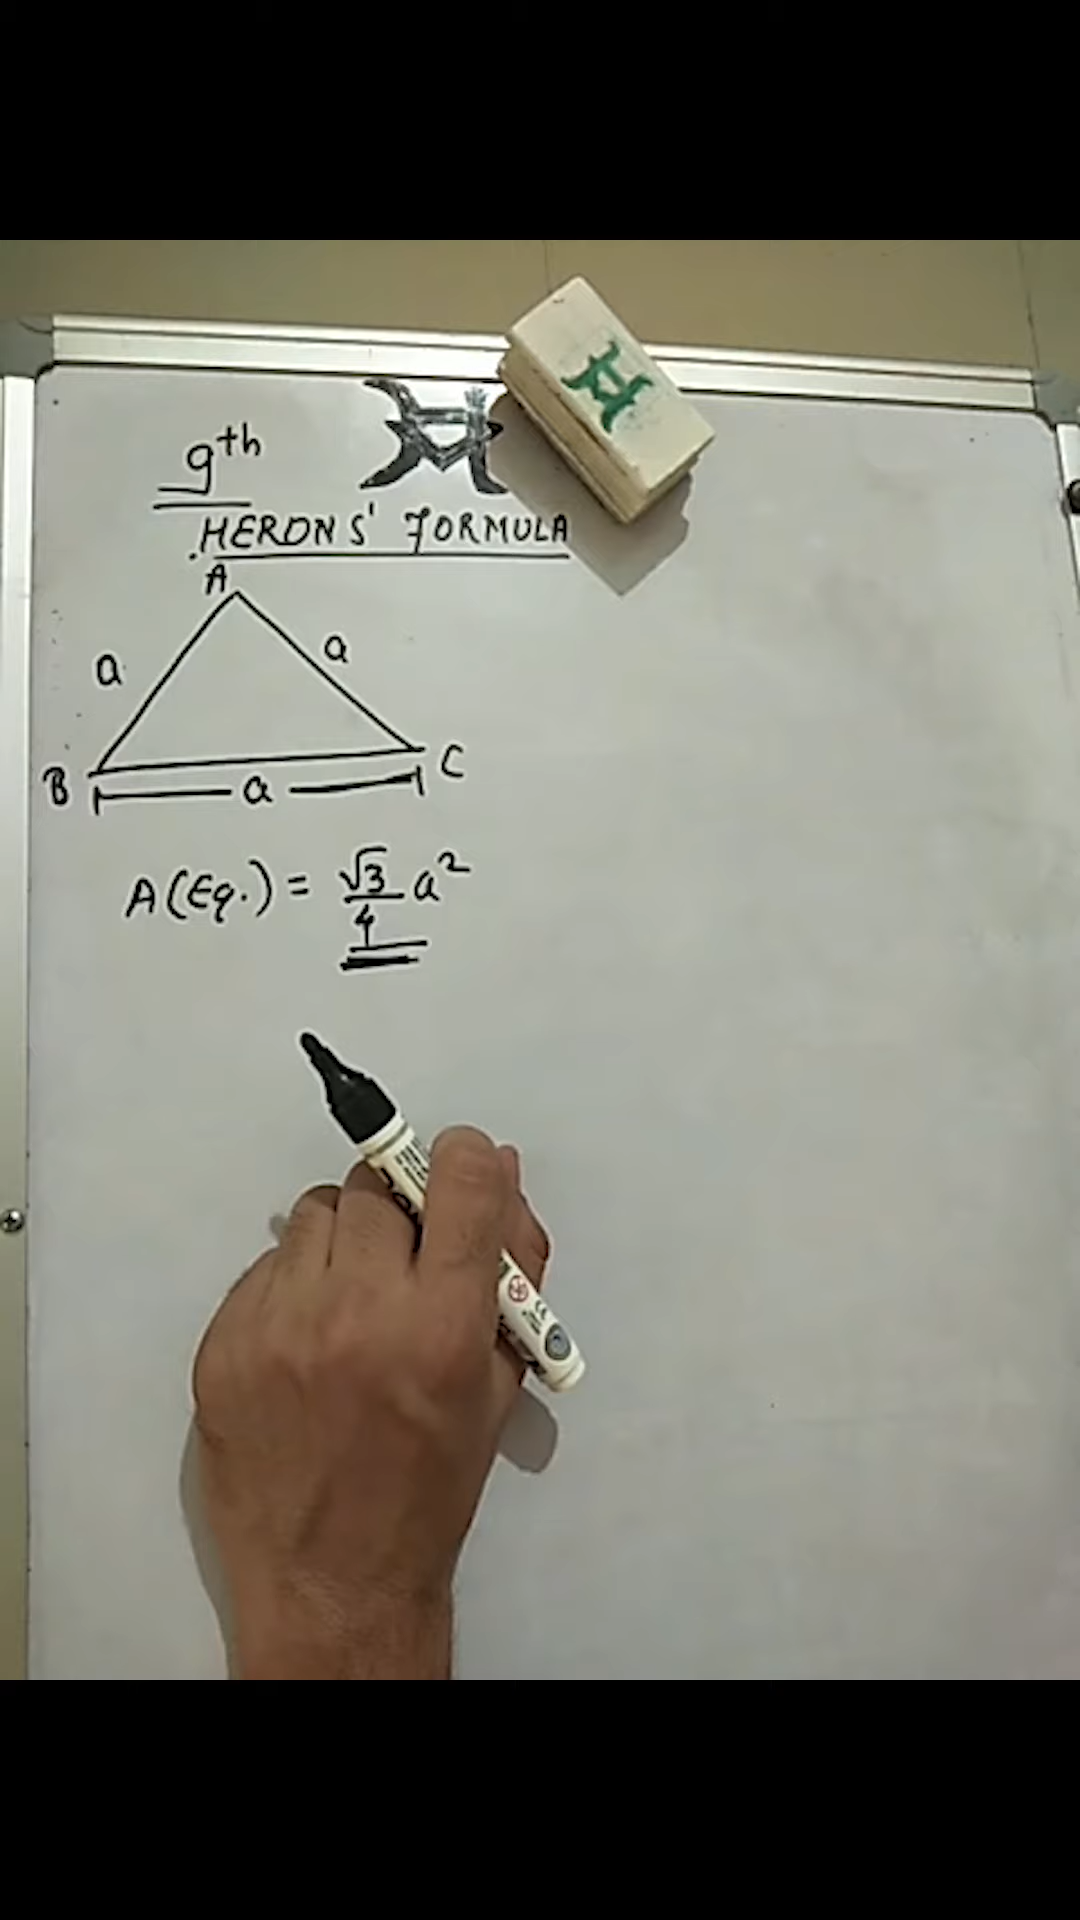 9th
HERONS' FORMULA
A
a a
B C
a
A(Eq.) = √3/4 a²